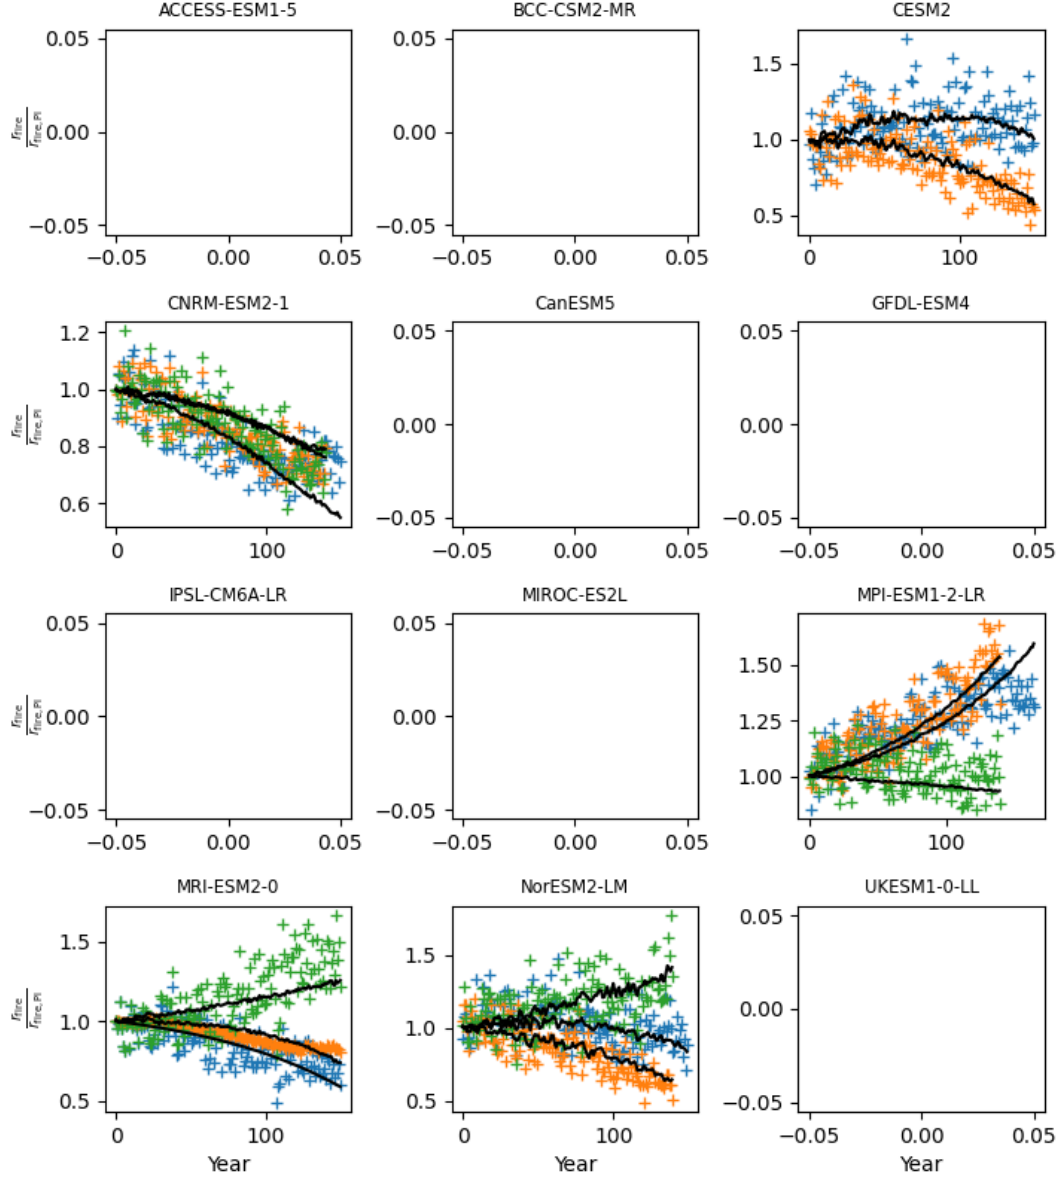 ACCESS-ESM1-5 BCC-CSM2-MR CESM2
0.05 0.05 1.5
r_fire / r_fire,PI 0.00 0.00 1.0
−0.05 −0.05 0.5
−0.05 0.00 0.05 −0.05 0.00 0.05 0 100
CNRM-ESM2-1 CanESM5 GFDL-ESM4
1.2 0.05 0.05
1.0
r_fire / r_fire,PI 0.00 0.00
0.8
0.6 −0.05 −0.05
0 100 −0.05 0.00 0.05 −0.05 0.00 0.05
IPSL-CM6A-LR MIROC-ES2L MPI-ESM1-2-LR
0.05 0.05 1.50
r_fire / r_fire,PI 0.00 0.00 1.25
1.00
−0.05 −0.05
−0.05 0.00 0.05 −0.05 0.00 0.05 0 100
MRI-ESM2-0 NorESM2-LM UKESM1-0-LL
1.5 1.5 0.05
r_fire / r_fire,PI 1.0 1.0 0.00
0.5 0.5 −0.05
0 100 0 100 −0.05 0.00 0.05
Year Year Year